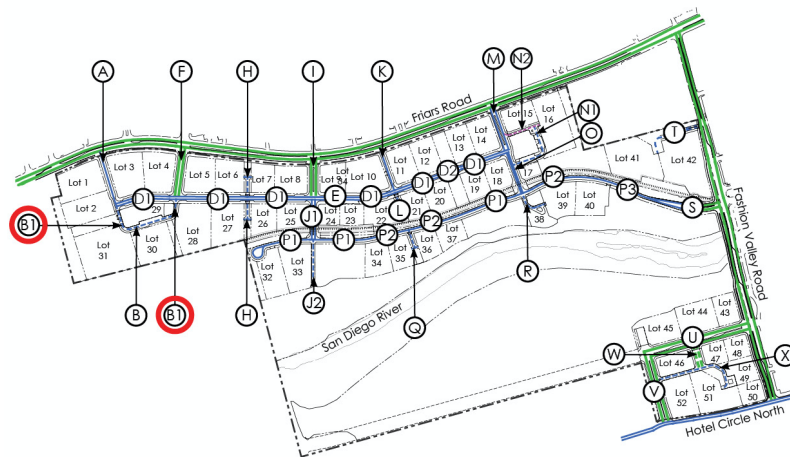 A
F
H
I
K
M
N2
N1
O
T
Friars Road
Lot 1
Lot 3
Lot 4
Lot 5
Lot 6
Lot 7
Lot 8
Lot 9
Lot 10
Lot
11
Lot
12
Lot
13
Lot
14
Lot 15
Lot
16
Lot 2
D1
Lot
29
D1
D1
E
D1
D1
D2
D1
17
P2
Lot 41
Lot 42
B1
Lot
31
B
Lot
30
B1
Lot
28
Lot
27
H
Lot
26
Lot
25
J1
Lot
24
Lot
23
Lot
22
L
Lot
21
Lot
20
Lot
19
Lot
18
P1
P1
P1
P2
P2
P3
S
Lot
32
Lot
33
J2
Lot
34
Lot
35
Lot
36
Lot
37
Q
38
R
Lot
39
Lot
40
San Diego River
Fashion Valley Road
Lot 45
Lot 44
Lot
43
U
W
Lot 46
Lot
47
Lot
48
X
V
Lot
49
Lot
52
Lot
51
Lot
50
Hotel Circle North